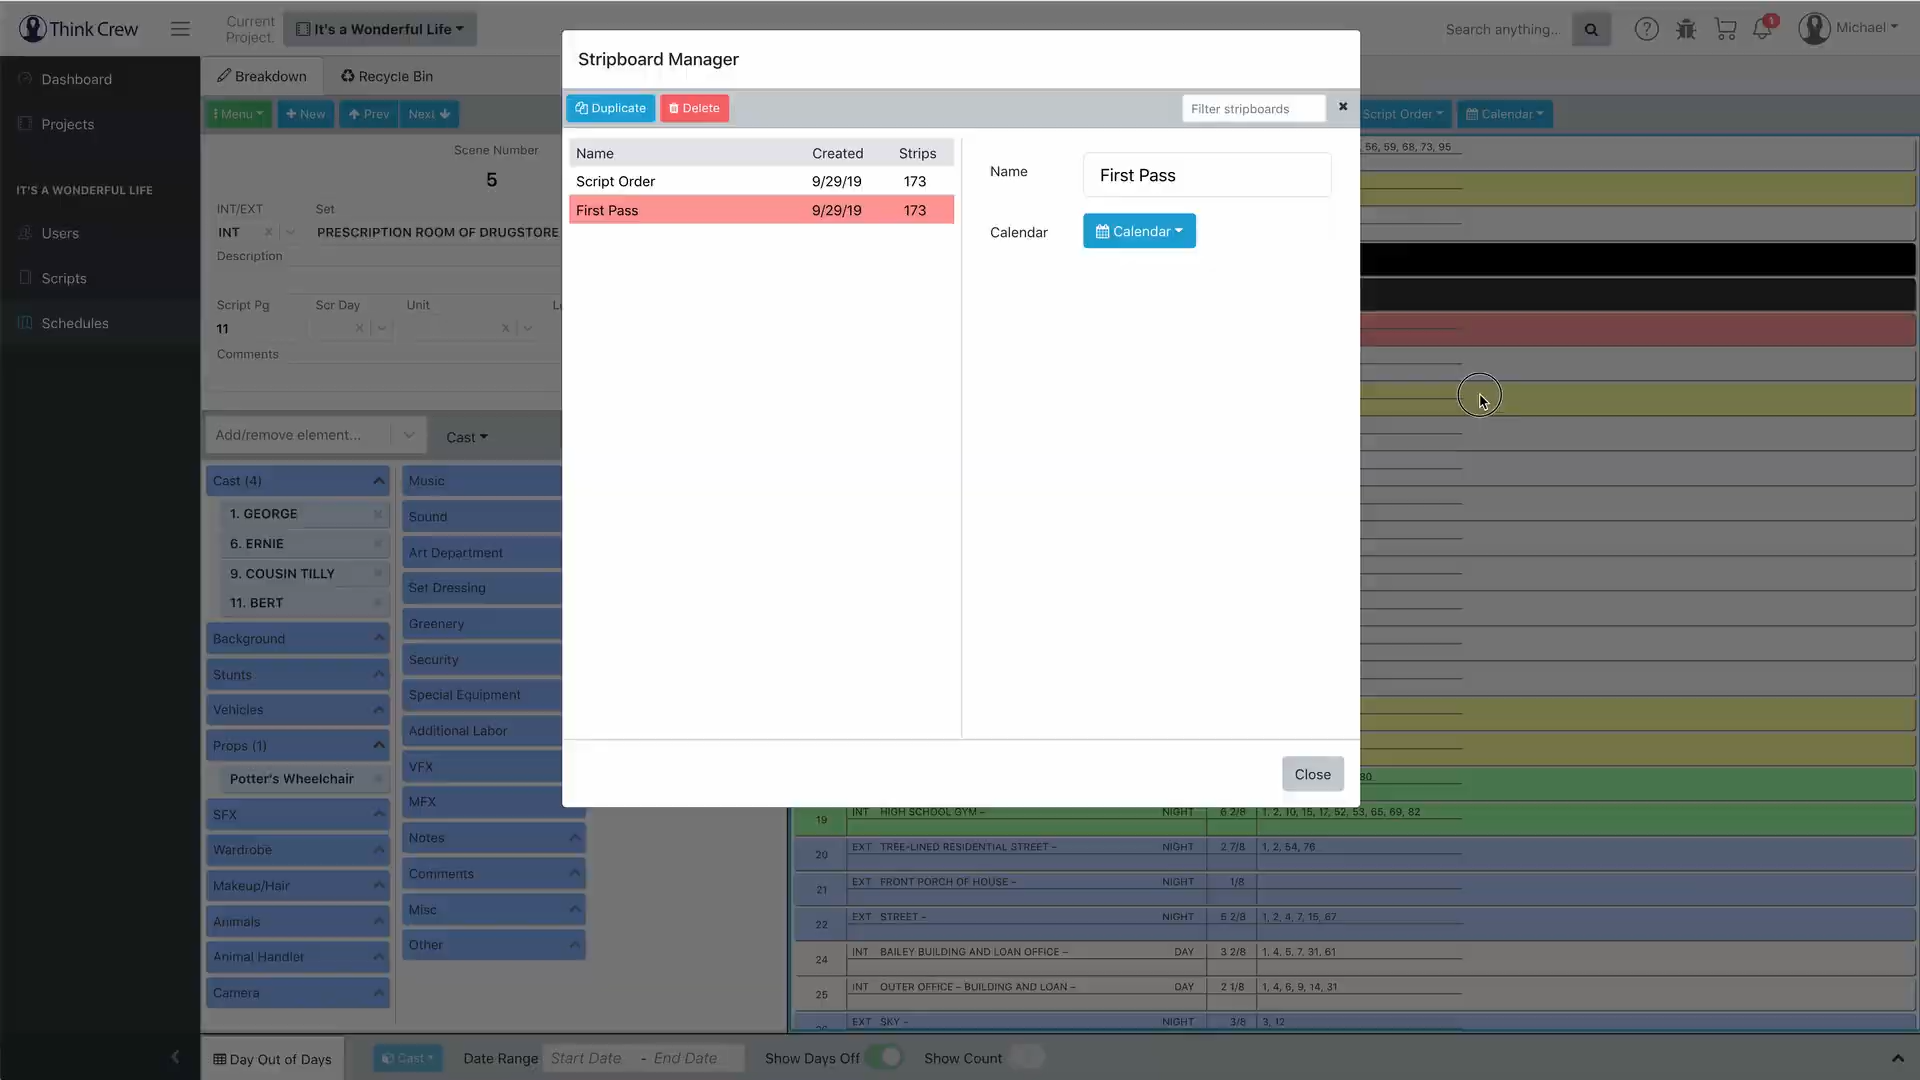 Think Crew
Current Project.
It's a Wonderful Life
Search anything...
1
Michael
Dashboard
Projects
IT'S A WONDERFUL LIFE
Users
Scripts
Schedules
Breakdown
Recycle Bin
Menu
+ New
Prev
Next
Script Order
Calendar
Scene Number
5
INT/EXT
Set
INT
PRESCRIPTION ROOM OF DRUGSTORE
Description
Script Pg
Scr Day
Unit
11
Comments
Add/remove element...
Cast
Cast (4)
1. GEORGE
6. ERNIE
9. COUSIN TILLY
11. BERT
Background
Stunts
Vehicles
Props (1)
Potter's Wheelchair
SFX
Wardrobe
Makeup/Hair
Animals
Animal Handler
Camera
Music
Sound
Art Department
Set Dressing
Greenery
Security
Special Equipment
Additional Labor
VFX
MFX
Notes
Comments
Misc
Other
Stripboard Manager
Duplicate
Delete
Filter stripboards
Name Created Strips
Script Order 9/29/19 173
First Pass 9/29/19 173
Name
First Pass
Calendar
Calendar
Close
56, 59, 68, 73, 95
80
19 INT HIGH SCHOOL GYM – NIGHT 6 2/8 1, 2, 10, 15, 17, 52, 53, 65, 69, 82
20 EXT TREE-LINED RESIDENTIAL STREET – NIGHT 2 7/8 1, 2, 54, 76
21 EXT FRONT PORCH OF HOUSE – NIGHT 1/8
22 EXT STREET – NIGHT 5 2/8 1, 2, 4, 7, 15, 67
24 INT BAILEY BUILDING AND LOAN OFFICE – DAY 3 2/8 1, 4, 5, 7, 31, 61
25 INT OUTER OFFICE – BUILDING AND LOAN – DAY 2 1/8 1, 4, 6, 9, 14, 31
EXT SKY – NIGHT 3/8 3, 12
Day Out of Days
Cast
Date Range
Start Date - End Date
Show Days Off
Show Count